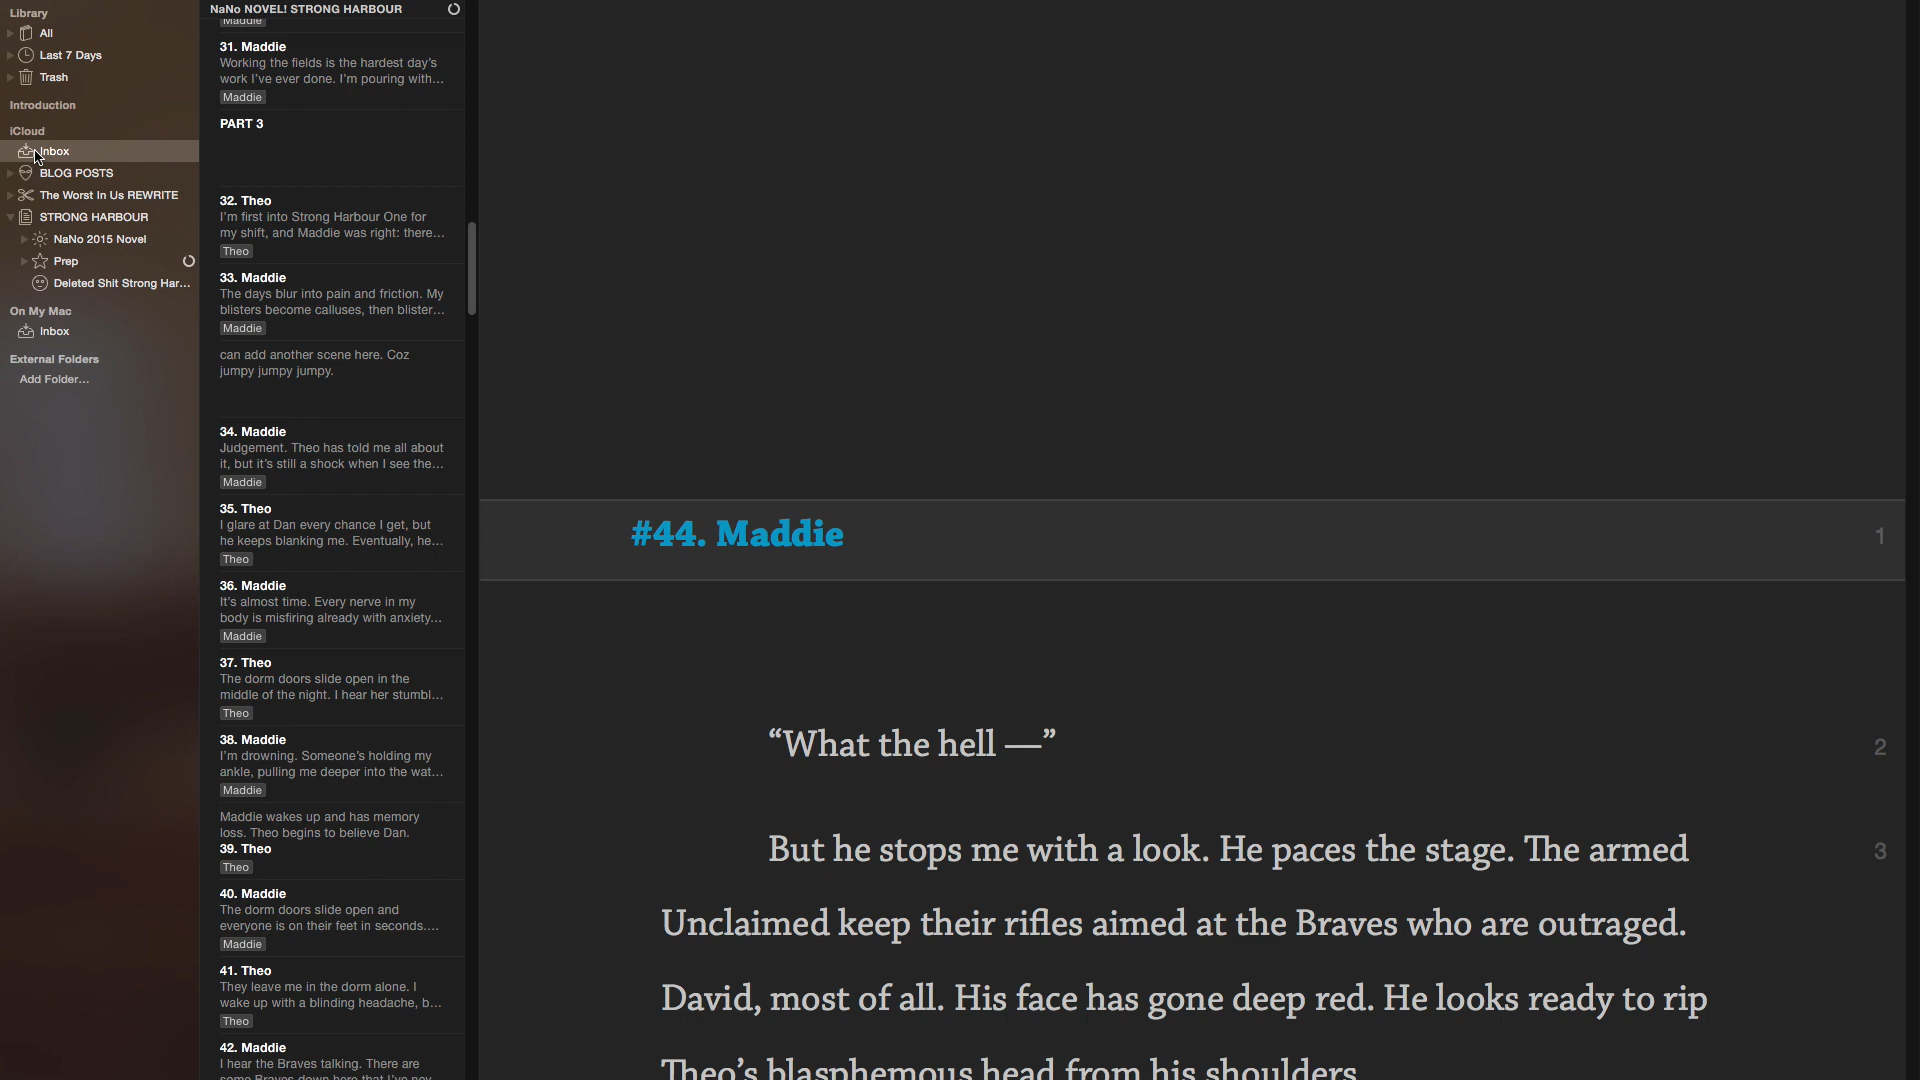 Library
All
Last 7 Days
Trash
Introduction
iCloud
Inbox
BLOG POSTS
The Worst In Us REWRITE
STRONG HARBOUR
NaNo 2015 Novel
Prep
Deleted Shit Strong Har...
On My Mac
Inbox
External Folders
Add Folder...
NaNo NOVEL! STRONG HARBOUR
Maddie
31. Maddie
Working the fields is the hardest day's
work I've ever done. I'm pouring with...
Maddie
PART 3
32. Theo
I'm first into Strong Harbour One for
my shift, and Maddie was right: there...
Theo
33. Maddie
The days blur into pain and friction. My
blisters become calluses, then blister...
Maddie
can add another scene here. Coz
jumpy jumpy jumpy.
34. Maddie
Judgement. Theo has told me all about
it, but it's still a shock when I see the...
Maddie
35. Theo
I glare at Dan every chance I get, but
he keeps blanking me. Eventually, he...
Theo
36. Maddie
It's almost time. Every nerve in my
body is misfiring already with anxiety...
Maddie
37. Theo
The dorm doors slide open in the
middle of the night. I hear her stumbl...
Theo
38. Maddie
I'm drowning. Someone's holding my
ankle, pulling me deeper into the wat...
Maddie
Maddie wakes up and has memory
loss. Theo begins to believe Dan.
39. Theo
Theo
40. Maddie
The dorm doors slide open and
everyone is on their feet in seconds....
Maddie
41. Theo
They leave me in the dorm alone. I
wake up with a blinding headache, b...
Theo
42. Maddie
I hear the Braves talking. There are
some Braves down here that I've nev
#44. Maddie
1
“What the hell —”
2
But he stops me with a look. He paces the stage. The armed
3
Unclaimed keep their rifles aimed at the Braves who are outraged.
David, most of all. His face has gone deep red. He looks ready to rip
Theo's blasphemous head from his shoulders